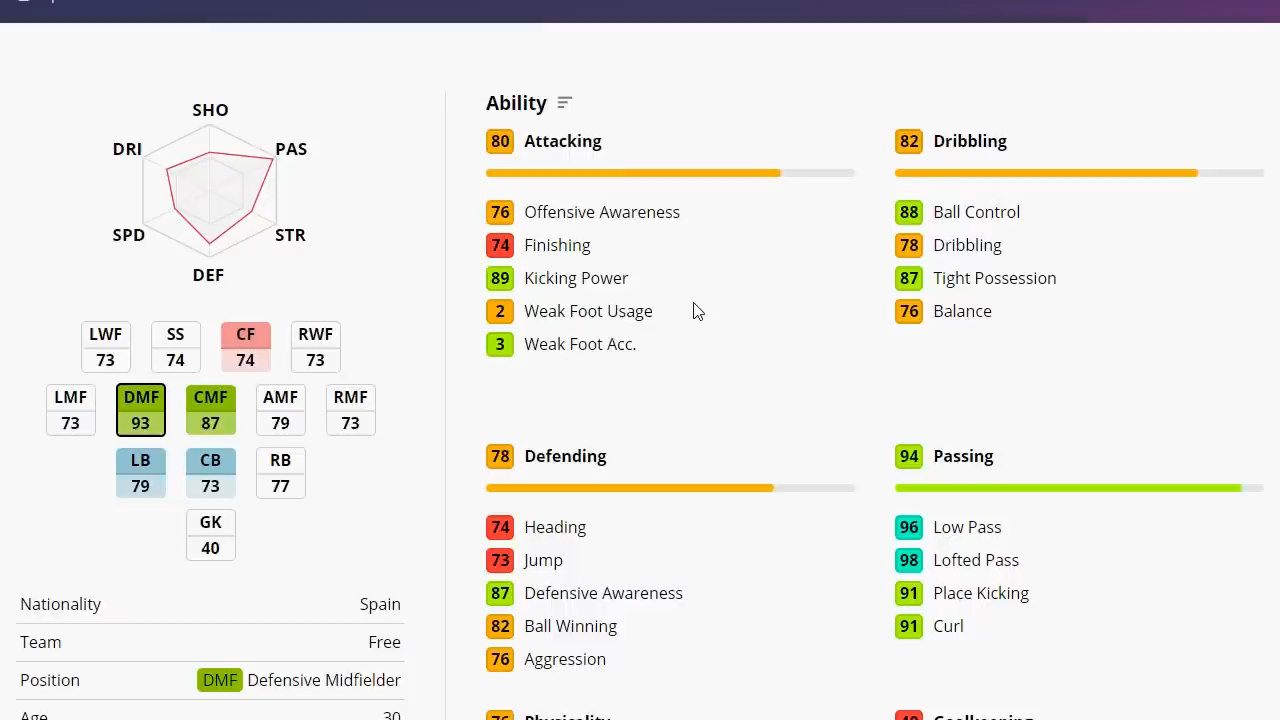 SHO
DRI
PAS
SPD
STR
DEF
LWF SS CF RWF
73 74 74 73
LMF DMF CMF AMF RMF
73 93 87 79 73
LB CB RB
79 73 77
GK
40
Nationality Spain
Team Free
Position DMF Defensive Midfielder
Age 30
Ability
80 Attacking
76 Offensive Awareness
74 Finishing
89 Kicking Power
2 Weak Foot Usage
3 Weak Foot Acc.
82 Dribbling
88 Ball Control
78 Dribbling
87 Tight Possession
76 Balance
78 Defending
74 Heading
73 Jump
87 Defensive Awareness
82 Ball Winning
76 Aggression
94 Passing
96 Low Pass
98 Lofted Pass
91 Place Kicking
91 Curl
76 Physicality
40 Goalkeeping